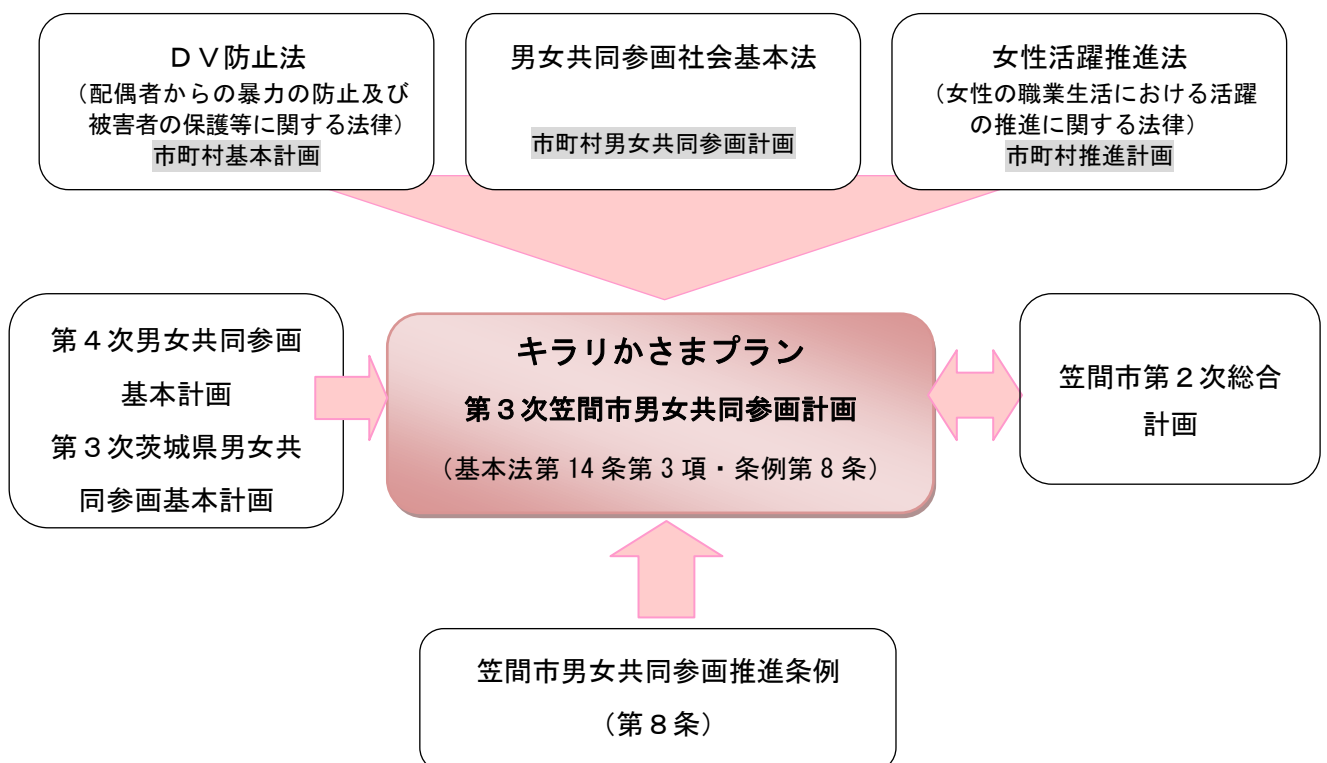 ＤＶ防止法
（配偶者からの暴力の防止及び
被害者の保護等に関する法律）
市町村基本計画
男女共同参画社会基本法
市町村男女共同参画計画
女性活躍推進法
（女性の職業生活における活躍
の推進に関する法律）
市町村推進計画
第４次男女共同参画
基本計画
第３次茨城県男女共
同参画基本計画
キラリかさまプラン
第３次笠間市男女共同参画計画
（基本法第 14 条第 3 項・条例第 8 条）
笠間市第２次総合
計画
笠間市男女共同参画推進条例
（第８条）